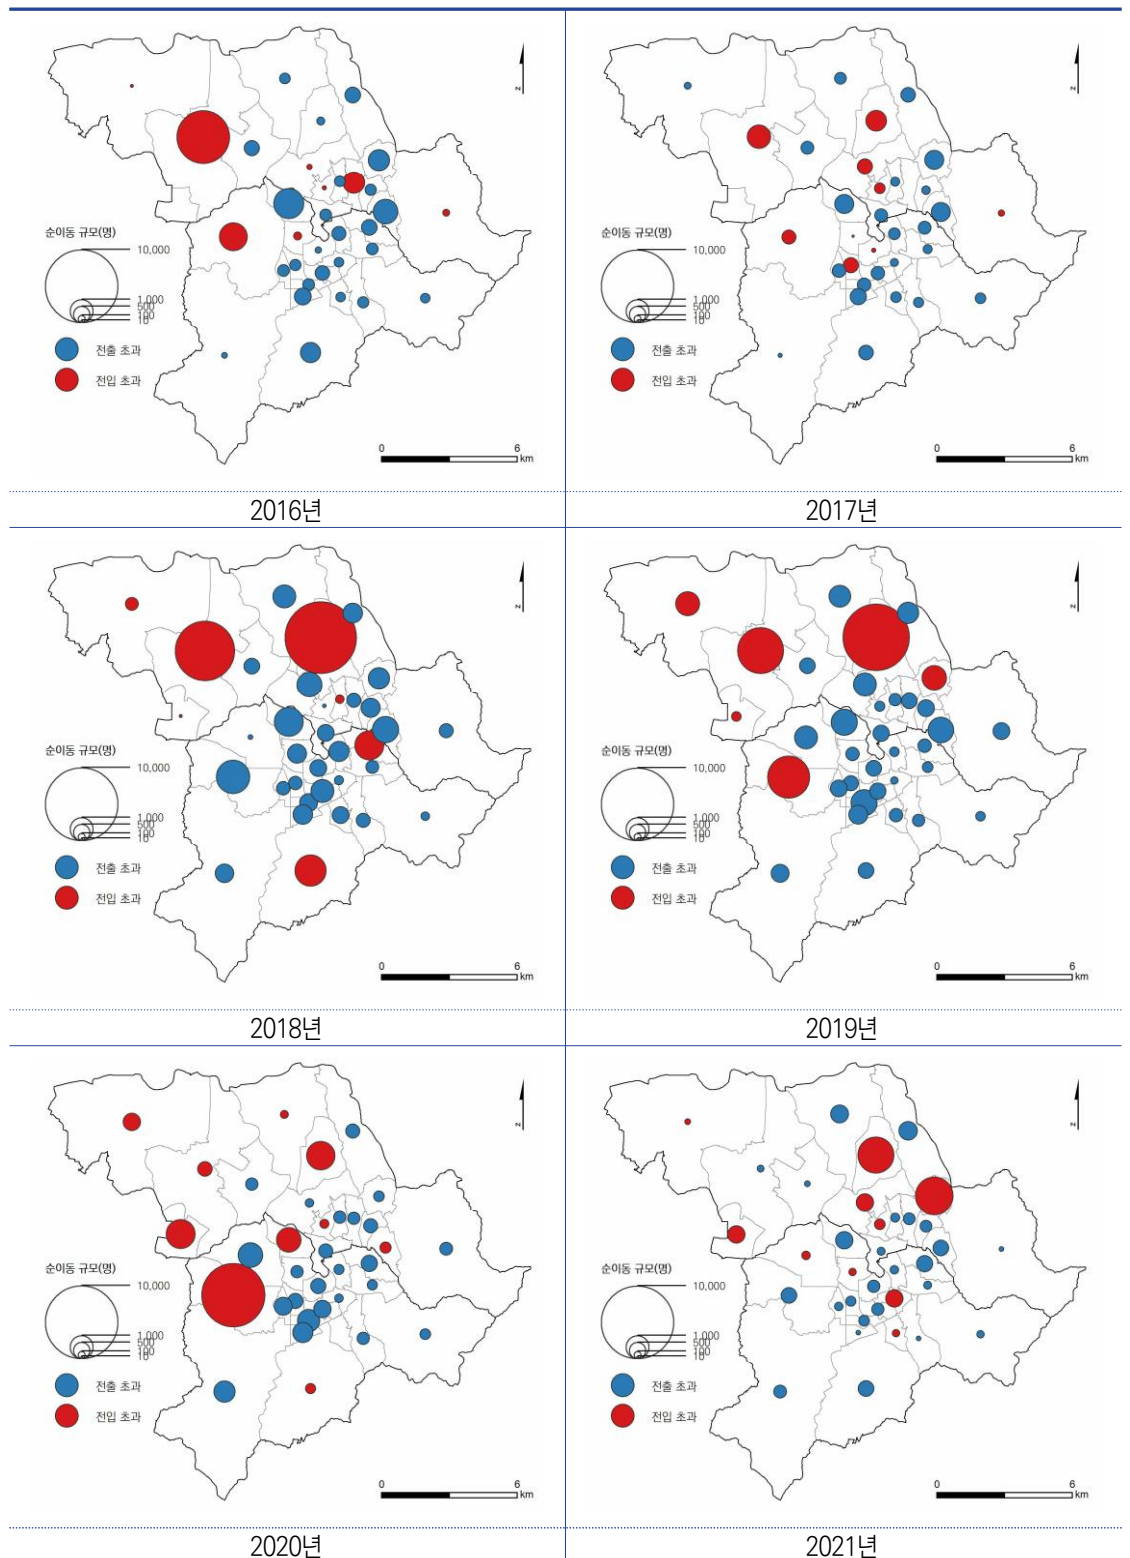 N
순이동 규모(명)
10,000
1,000
500
100
10
전출 초과
전입 초과
0 6
km
2016년
N
순이동 규모(명)
10,000
1,000
500
100
10
전출 초과
전입 초과
0 6
km
2017년
N
순이동 규모(명)
10,000
1,000
500
100
10
전출 초과
전입 초과
0 6
km
2018년
N
순이동 규모(명)
10,000
1,000
500
100
10
전출 초과
전입 초과
0 6
km
2019년
N
순이동 규모(명)
10,000
1,000
500
100
10
전출 초과
전입 초과
0 6
km
2020년
N
순이동 규모(명)
10,000
1,000
500
100
10
전출 초과
전입 초과
0 6
km
2021년